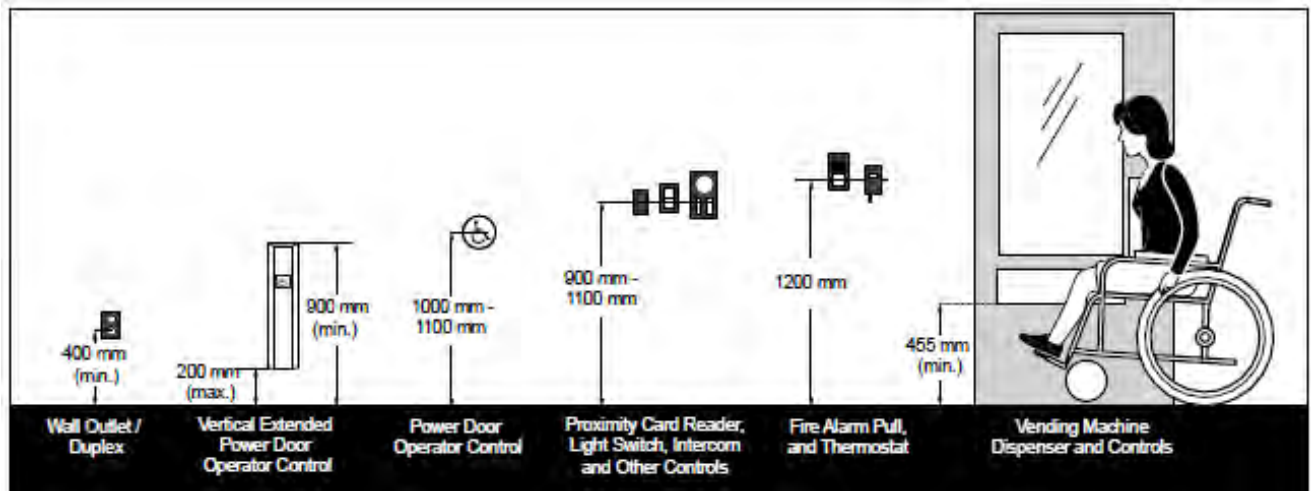 400 mm
(min.)
200 mm
(max.)
900 mm
(min.)
1000 mm -
1100 mm
900 mm -
1100 mm
1200 mm
455 mm
(min.)
Wall Outlet /
Duplex
Vertical Extended
Power Door
Operator Control
Power Door
Operator Control
Proximity Card Reader,
Light Switch, Intercom
and Other Controls
Fire Alarm Pull,
and Thermostat
Vending Machine
Dispenser and Controls